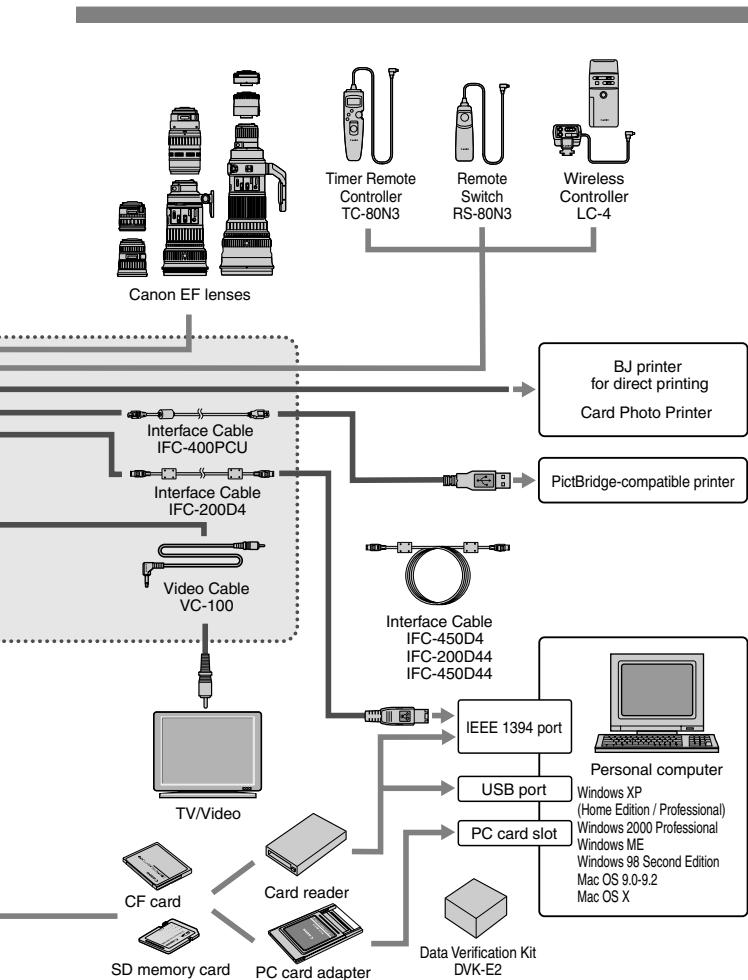 Timer Remote
Controller
TC-80N3
Remote
Switch
RS-80N3
Wireless
Controller
LC-4
Canon EF lenses
BJ printer
for direct printing
Card Photo Printer
Interface Cable
IFC-400PCU
PictBridge-compatible printer
Interface Cable
IFC-200D4
Video Cable
VC-100
Interface Cable
IFC-450D4
IFC-200D44
IFC-450D44
IEEE 1394 port
USB port
PC card slot
Personal computer
Windows XP
(Home Edition / Professional)
Windows 2000 Professional
Windows ME
Windows 98 Second Edition
Mac OS 9.0-9.2
Mac OS X
TV/Video
CF card
Card reader
SD memory card
PC card adapter
Data Verification Kit
DVK-E2